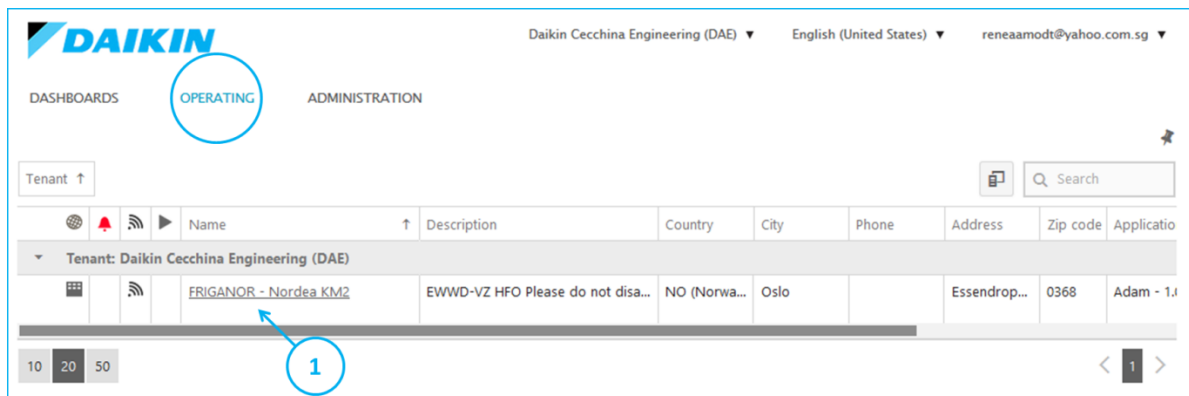 DAIKIN
Daikin Cecchina Engineering (DAE) ▼ English (United States) ▼ reneaamodt@yahoo.com.sg ▼
DASHBOARDS OPERATING ADMINISTRATION
Tenant ↑ Search
Name ↑ Description Country City Phone Address Zip code Applicatio
Tenant: Daikin Cecchina Engineering (DAE)
FRIGANOR - Nordea KM2 EWWD-VZ HFO Please do not disa... NO (Norwa... Oslo Essendrop... 0368 Adam - 1.0
1
10 20 50 < 1 >